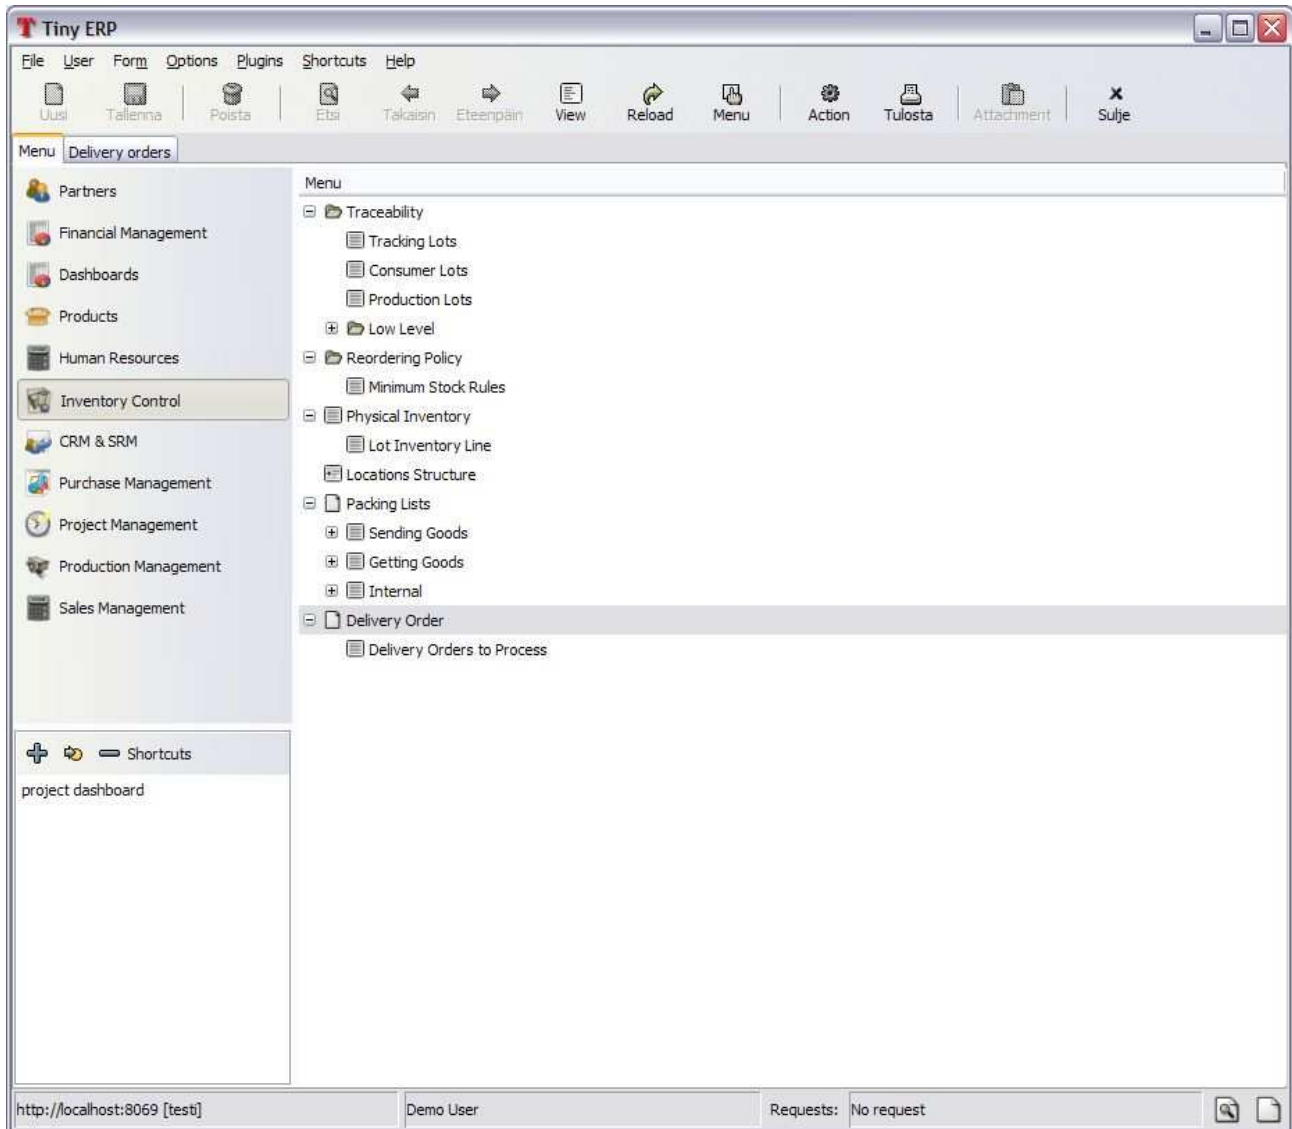 Tiny ERP
File User Form Options Plugins Shortcuts Help
Uusi Tallenna Poista Etsi Takaisin Eteenpäin View Reload Menu Action Tulosta Attachment Sulje
Menu Delivery orders
Partners
Financial Management
Dashboards
Products
Human Resources
Inventory Control
CRM & SRM
Purchase Management
Project Management
Production Management
Sales Management
Menu
Traceability
Tracking Lots
Consumer Lots
Production Lots
Low Level
Reordering Policy
Minimum Stock Rules
Physical Inventory
Lot Inventory Line
Locations Structure
Packing Lists
Sending Goods
Getting Goods
Internal
Delivery Order
Delivery Orders to Process
Shortcuts
project dashboard
http://localhost:8069 [testi] Demo User Requests: No request